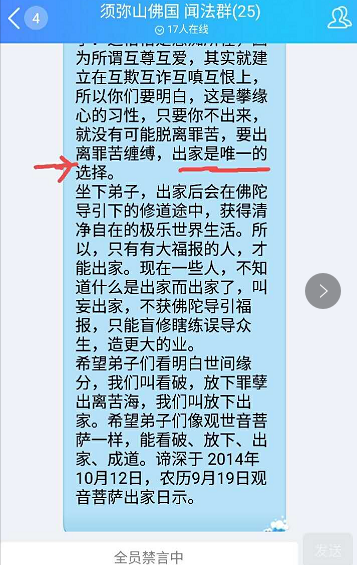 4
须弥山佛国 闻法群(25)
17人在线
为所谓互尊互爱，其实就建
立在互欺互诈互嗔互恨上，
所以你们要明白，这是攀缘
心的习性，只要你不出来，
就没有可能脱离罪苦，要出
离罪苦缠缚，出家是唯一的
选择。
坐下弟子，出家后会在佛陀
导引下的修道途中，获得清
净自在的极乐世界生活。所
以，只有有大福报的人，才
能出家。现在一些人，不知
道什么是出家而出家了，叫
妄出家，不获佛陀导引福
报，只能盲修瞎练误导众
生，造更大的业。
希望弟子们看明白世间缘
分，我们叫看破，放下罪孽
出离苦海，我们叫放下出
家。希望弟子们像观世音菩
萨一样，能看破、放下、出
家、成道。谛深于 2014年
10月12日，农历9月19日观
音菩萨出家日示。
全员禁言中
发送